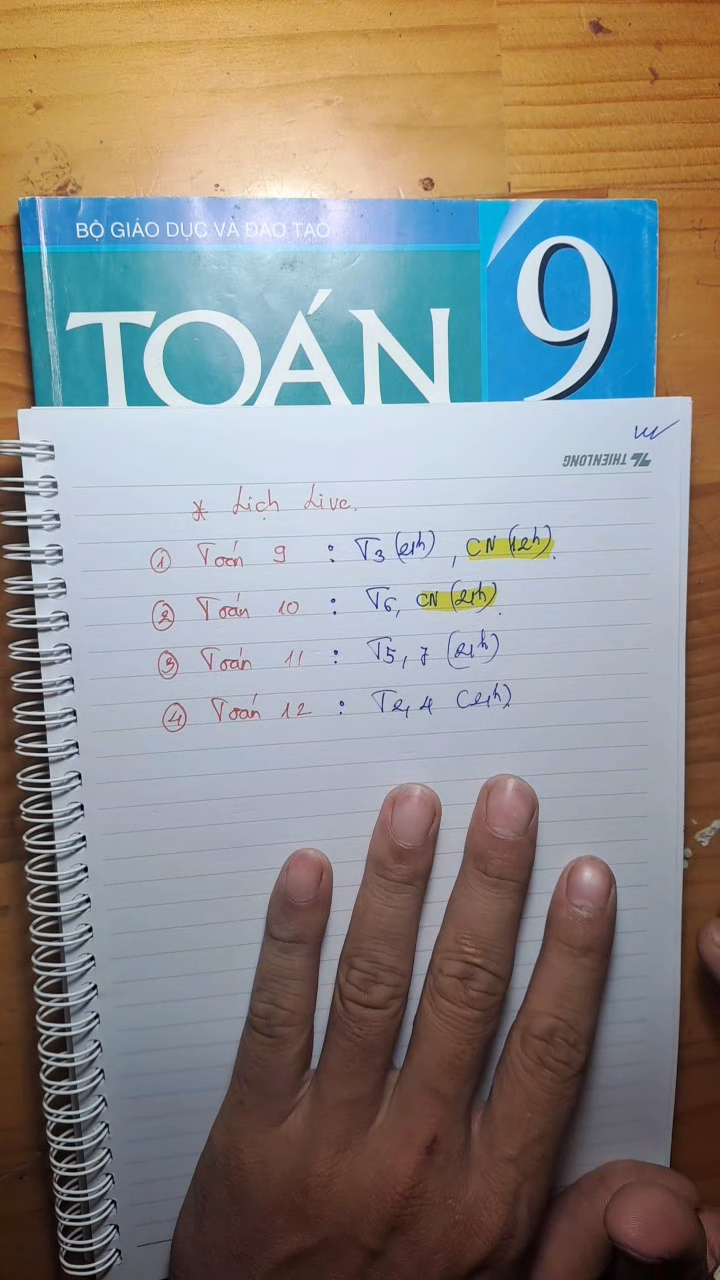 BỘ GIÁO DỤC VÀ ĐÀO TẠO
TOÁN 9
THIENLONG
* Lịch Live.
① Toán 9 : T3 (21h), CN (12h).
② Toán 10 : T6, CN (21h).
③ Toán 11 : T5, 7 (21h)
④ Toán 12 : T2, 4 (21h)